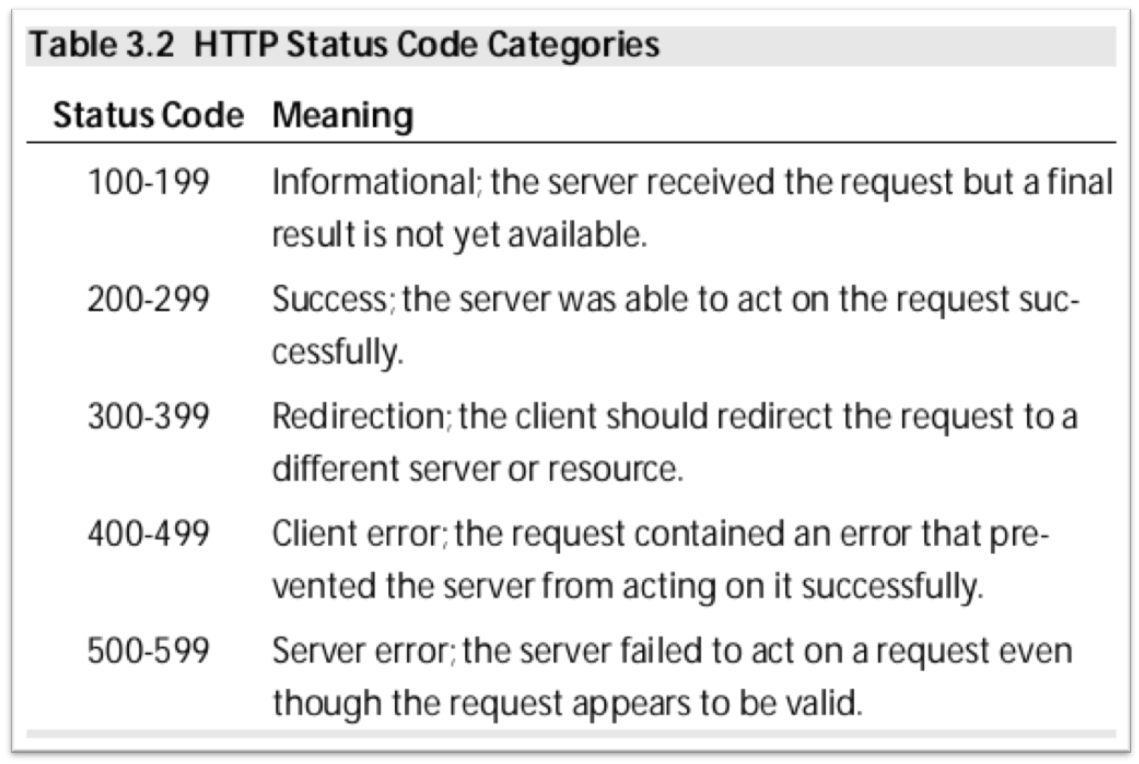 Table 3.2 HTTP Status Code Categories
Status Code Meaning
100-199 Informational; the server received the request but a final
result is not yet available.
200-299 Success; the server was able to act on the request suc-
cessfully.
300-399 Redirection; the client should redirect the request to a
different server or resource.
400-499 Client error; the request contained an error that pre-
vented the server from acting on it successfully.
500-599 Server error; the server failed to act on a request even
though the request appears to be valid.